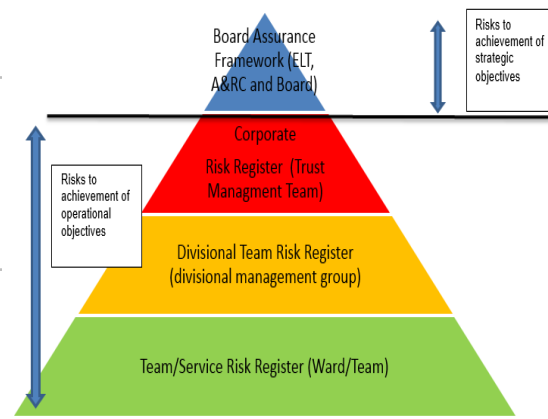 Board Assurance
Framework (ELT,
A&RC and Board)
Risks to
achievement of
strategic
objectives
Corporate
Risk Register (Trust
Managment Team)
Risks to
achievement of
operational
objectives
Divisional Team Risk Register
(divisional management group)
Team/Service Risk Register (Ward/Team)